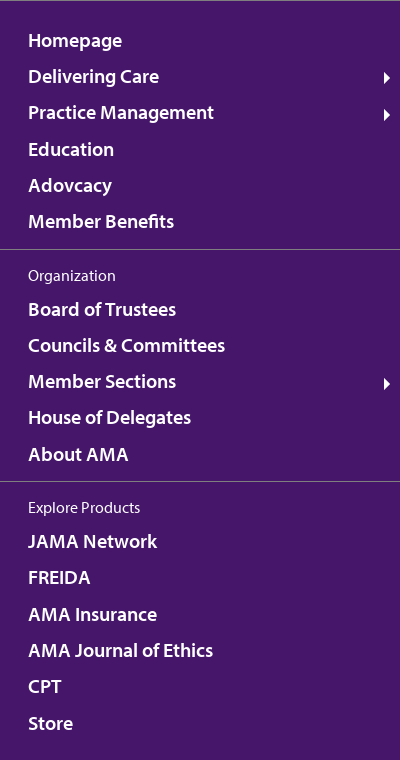 Homepage
Delivering Care
Practice Management
Education
Adovcacy
Member Benefits
Organization
Board of Trustees
Councils & Committees
Member Sections
House of Delegates
About AMA
Explore Products
JAMA Network
FREIDA
AMA Insurance
AMA Journal of Ethics
CPT
Store